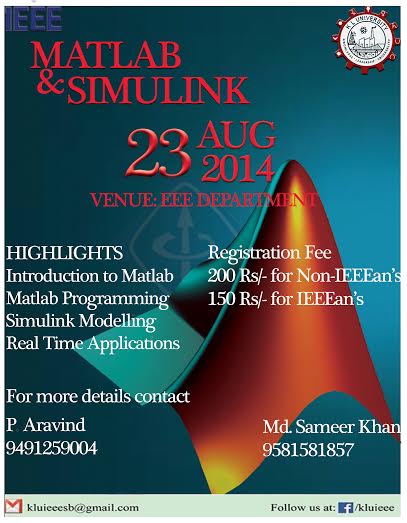 IEEE
K L UNIVERSITY
MATLAB
& SIMULINK
23 AUG
2014
VENUE: EEE DEPARTMENT
HIGHLIGHTS
Introduction to Matlab
Matlab Programming
Simulink Modelling
Real Time Applications
Registration Fee
200 Rs/- for Non-IEEEan's
150 Rs/- for IEEEan's
For more details contact
P. Aravind
9491259004
Md. Sameer Khan
9581581857
kluieeesb@gmail.com
Follow us at: f/kluieee